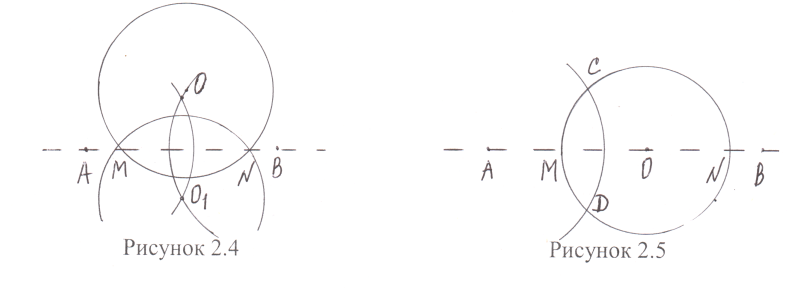 O
A M N B
O1
Рисунок 2.4
C
A M O N B
D
Рисунок 2.5